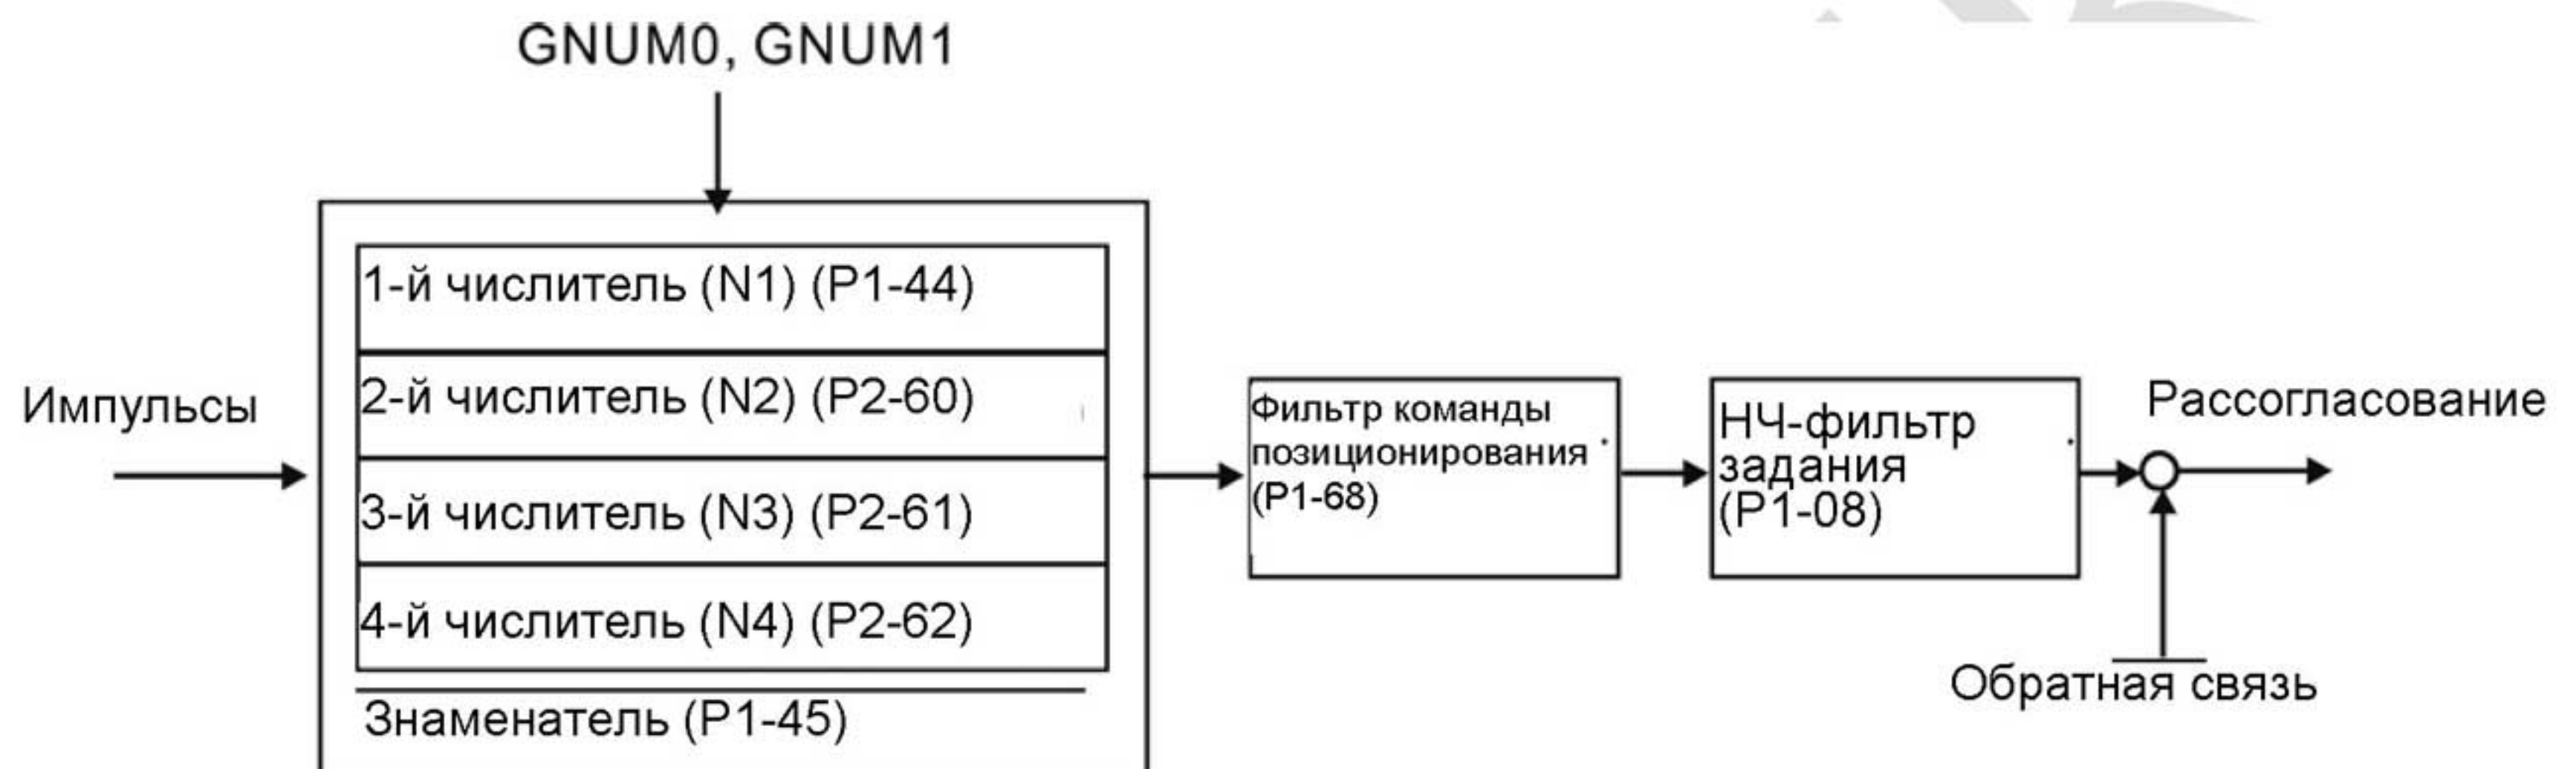 GNUM0, GNUM1
1-й числитель (N1) (P1-44)
2-й числитель (N2) (P2-60)
3-й числитель (N3) (P2-61)
4-й числитель (N4) (P2-62)
Знаменатель (P1-45)
Импульсы
Фильтр команды
позиционирования
(P1-68)
НЧ-фильтр
задания
(P1-08)
Рассогласование
Обратная связь